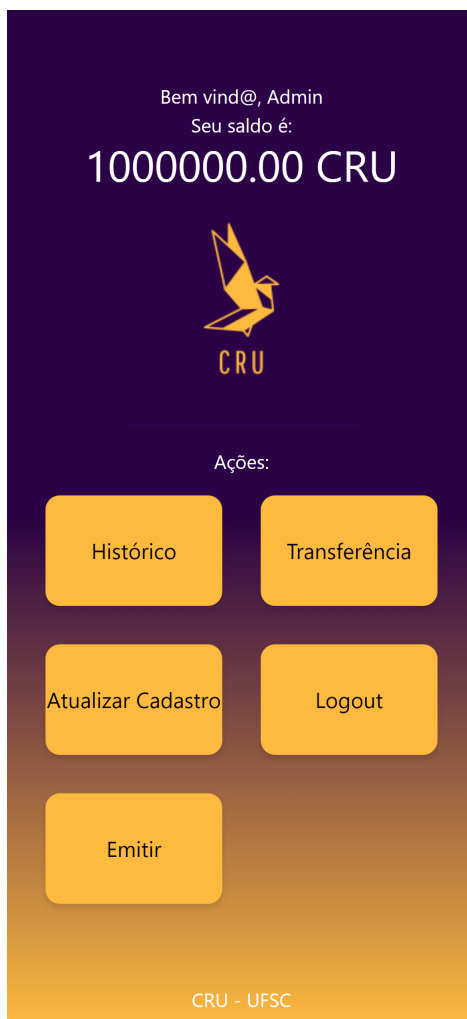 Bem vind@, Admin
Seu saldo é:
1000000.00 CRU
CRU
Ações:
Histórico
Transferência
Atualizar Cadastro
Logout
Emitir
CRU - UFSC